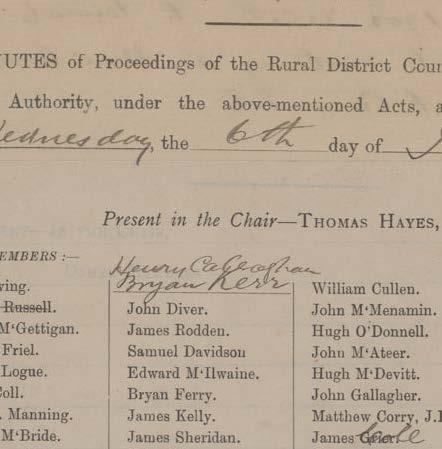 NUTES of Proceedings of the Rural District Coun
Authority, under the above-mentioned Acts, a
Wednesday, the 6th day of J
Present in the Chair—THOMAS HAYES,
EMBERS :—
Henry Callaghan
Bryan Kerr
ving.
Russell.
M'Gettigan.
Friel.
Logue.
Coll.
. Manning.
M'Bride.
John Diver.
James Rodden.
Samuel Davidson
Edward M'Ilwaine.
Bryan Ferry.
James Kelly.
James Sheridan.
William Cullen.
John M'Menamin.
Hugh O'Donnell.
John M'Ateer.
Hugh M'Devitt.
John Gallagher.
Matthew Corry, J.P
James Grier.